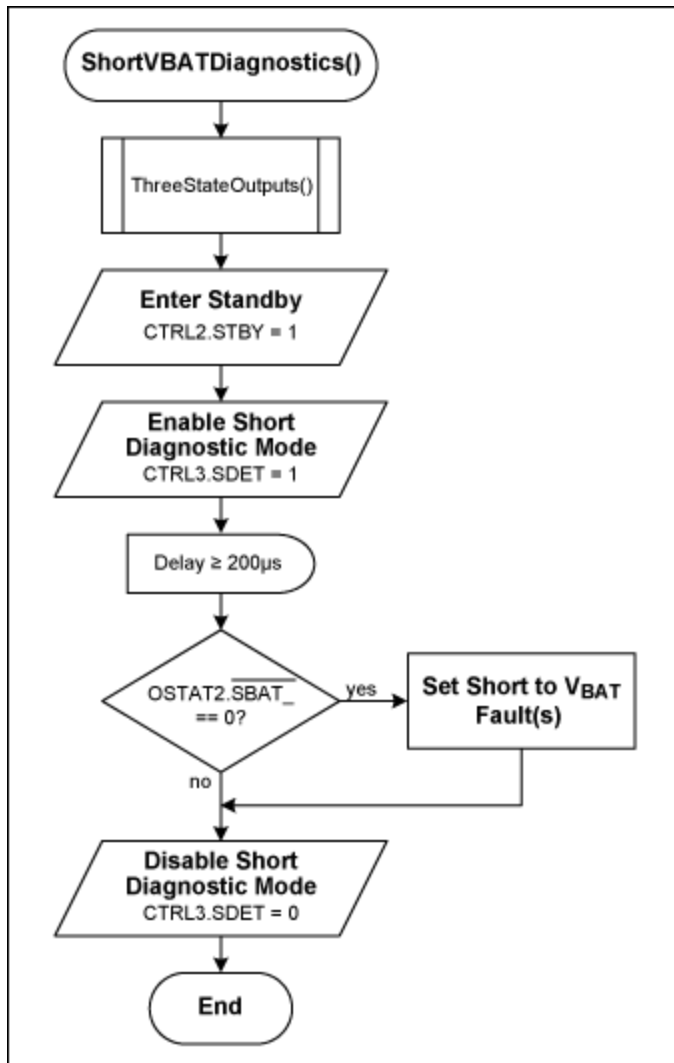 ShortVBATDiagnostics()
ThreeStateOutputs()
Enter Standby
CTRL2.STBY = 1
Enable Short
Diagnostic Mode
CTRL3.SDET = 1
Delay ≥ 200µs
OSTAT2.S̅B̅A̅T̅_̅
== 0?
yes
Set Short to VBAT
Fault(s)
no
Disable Short
Diagnostic Mode
CTRL3.SDET = 0
End